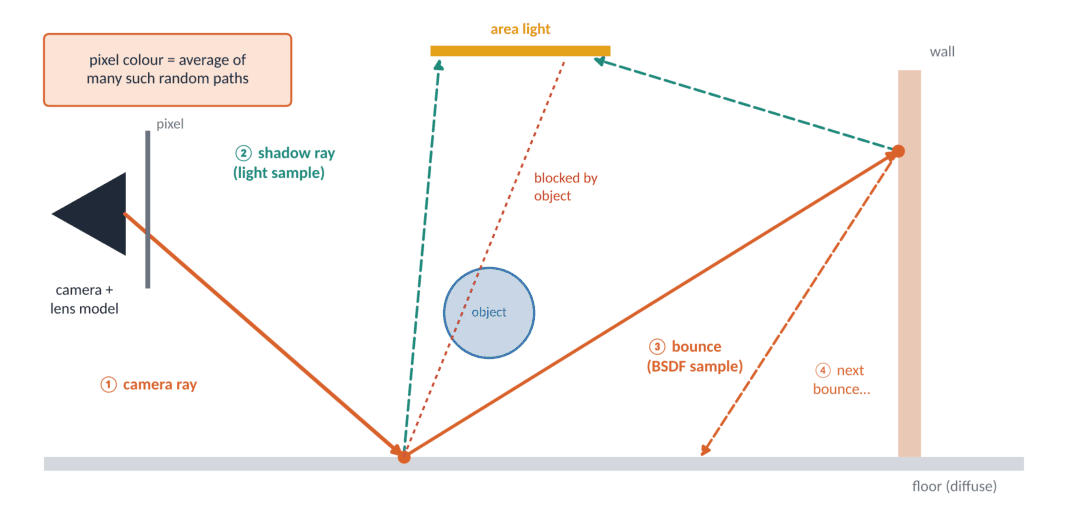 area light
pixel colour = average of
many such random paths
wall
pixel
② shadow ray
(light sample)
blocked by
object
camera +
lens model
object
③ bounce
(BSDF sample)
④ next
bounce...
① camera ray
floor (diffuse)